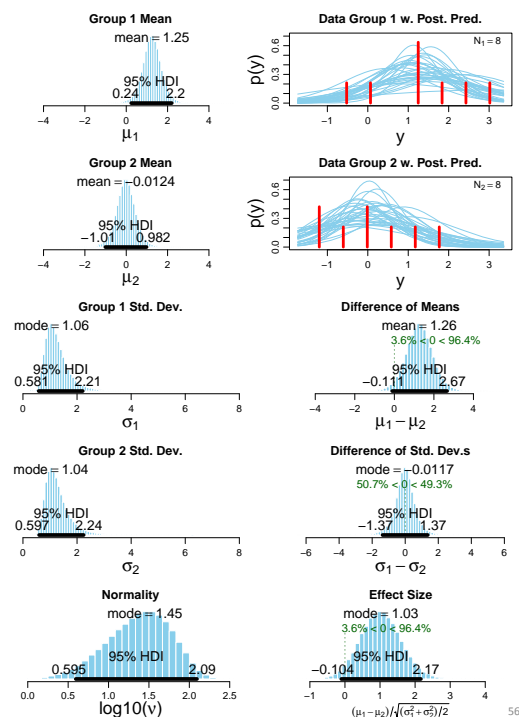 Group 1 Mean
mean = 1.25
95% HDI
0.24 2.2
−4 −2 0 2 4
μ1
Data Group 1 w. Post. Pred.
N1 = 8
p(y)
0.0 0.3 0.6
−1 0 1 2 3
y
Group 2 Mean
mean = −0.0124
95% HDI
−1.01 0.982
−4 −2 0 2 4
μ2
Data Group 2 w. Post. Pred.
N2 = 8
p(y)
0.0 0.3 0.6
−1 0 1 2 3
y
Group 1 Std. Dev.
mode = 1.06
95% HDI
0.581 2.21
0 2 4 6 8
σ1
Difference of Means
mean = 1.26
3.6% < 0 < 96.4%
95% HDI
−0.111 2.67
−4 −2 0 2 4
μ1 − μ2
Group 2 Std. Dev.
mode = 1.04
95% HDI
0.597 2.24
0 2 4 6 8
σ2
Difference of Std. Dev.s
mode = −0.0117
50.7% < 0 < 49.3%
95% HDI
−1.37 1.37
−6 −4 −2 0 2 4 6
σ1 − σ2
Normality
mode = 1.45
95% HDI
0.595 2.09
0.0 0.5 1.0 1.5 2.0 2.5
log10(ν)
Effect Size
mode = 1.03
3.6% < 0 < 96.4%
95% HDI
−0.104 2.17
−1 0 1 2 3 4
(μ1 − μ2)/√(σ1² + σ2²)/2
56